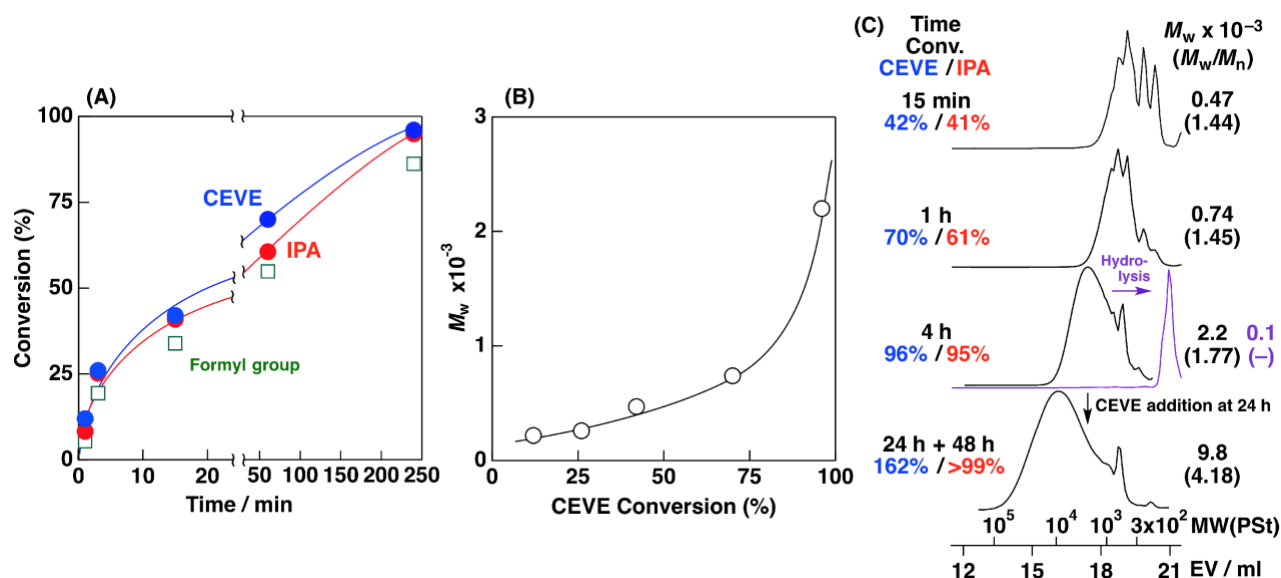 (A)
100
75
50
25
0
Conversion (%)
CEVE
IPA
Formyl group
0 10 20 50 100 150 200 250
Time / min
(B)
3
2
1
0
Mw x10-3
0 25 50 75 100
CEVE Conversion (%)
(C)
Time
Conv.
CEVE / IPA
Mw x 10–3
(Mw/Mn)
15 min
42% / 41%
0.47
(1.44)
1 h
70% / 61%
0.74
(1.45)
Hydro-
lysis
4 h
96% / 95%
2.2 0.1
(1.77) (–)
CEVE addition at 24 h
24 h + 48 h
162% / >99%
9.8
(4.18)
105 104 103 3x102 MW(PSt)
12 15 18 21 EV / ml